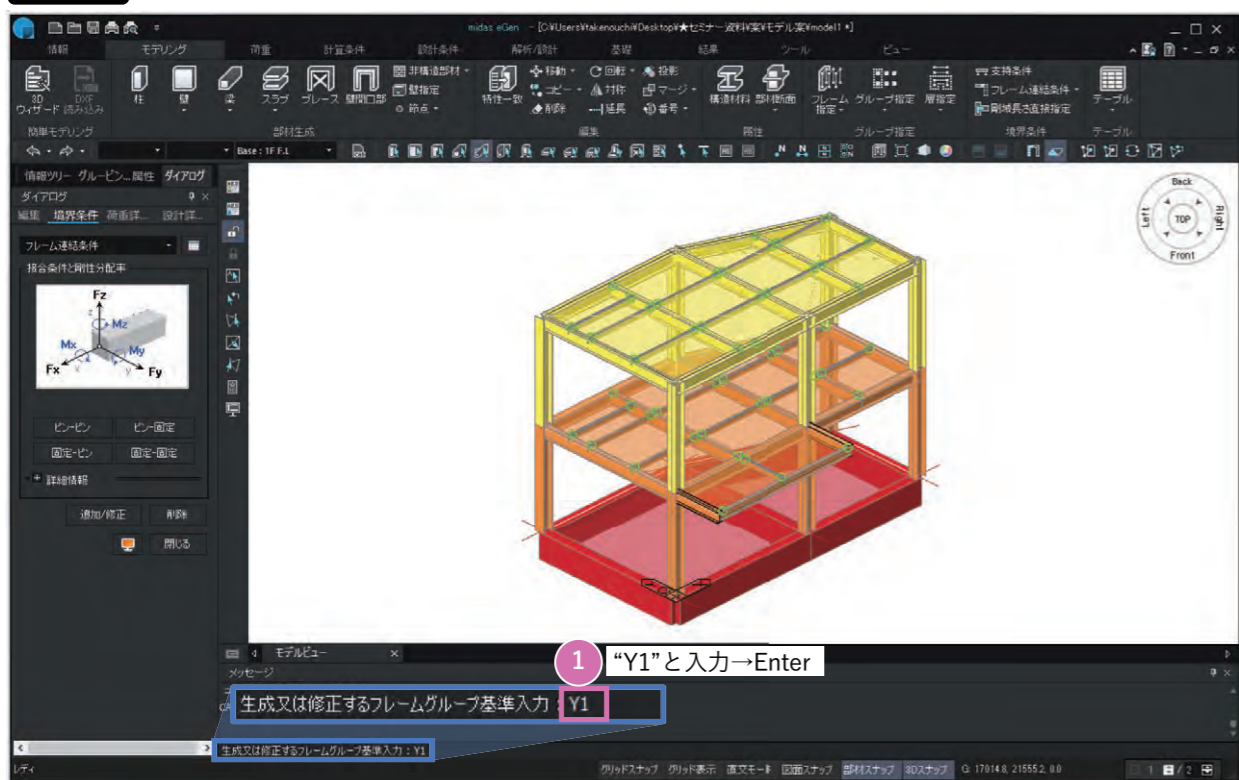 midas eGen - [C:¥Users¥takenouchi¥Desktop¥★セミナー資料¥案¥モデル案¥model1 *]
情報 モデリング 荷重 計算条件 設計条件 解析/設計 基礎 結果 ツール ビュー
3D ウィザード
DXF 読み込み
柱 壁 梁 スラブ ブレース 壁開口部
非構造部材
壁指定
節点
特性一致
移動 回転 投影
コピー 対称 マージ
削除 延長 番号
構造材料 部材断面
フレーム指定 グループ指定 層指定
支持条件
フレーム連結条件
剛域長さ直接指定
テーブル
簡単モデリング 部材生成 編集 属性 グループ指定 境界条件 テーブル
Base : 1F F.L
情報ツリー グルーピン...属性 ダイアログ
ダイアログ
編集 境界条件 荷重詳... 設計詳...
フレーム連結条件
接合条件と剛性分配率
Fz
z
Mz
Mx
My
x
y
Fx
Fy
ピン-ピン ピン-固定
固定-ピン 固定-固定
詳細情報
追加/修正 削除
閉じる
Back
Left
TOP
Right
Front
モデルビュー ×
1 “Y1”と入力→Enter
メッセージ
生成又は修正するフレームグループ基準入力 : Y1
生成又は修正するフレームグループ基準入力 : Y1
レディ
グリッドスナップ グリッド表示 直交モード 図面スナップ 部材スナップ 3Dスナップ G: 17014.8, 21555.2, 0.0
1 / 2